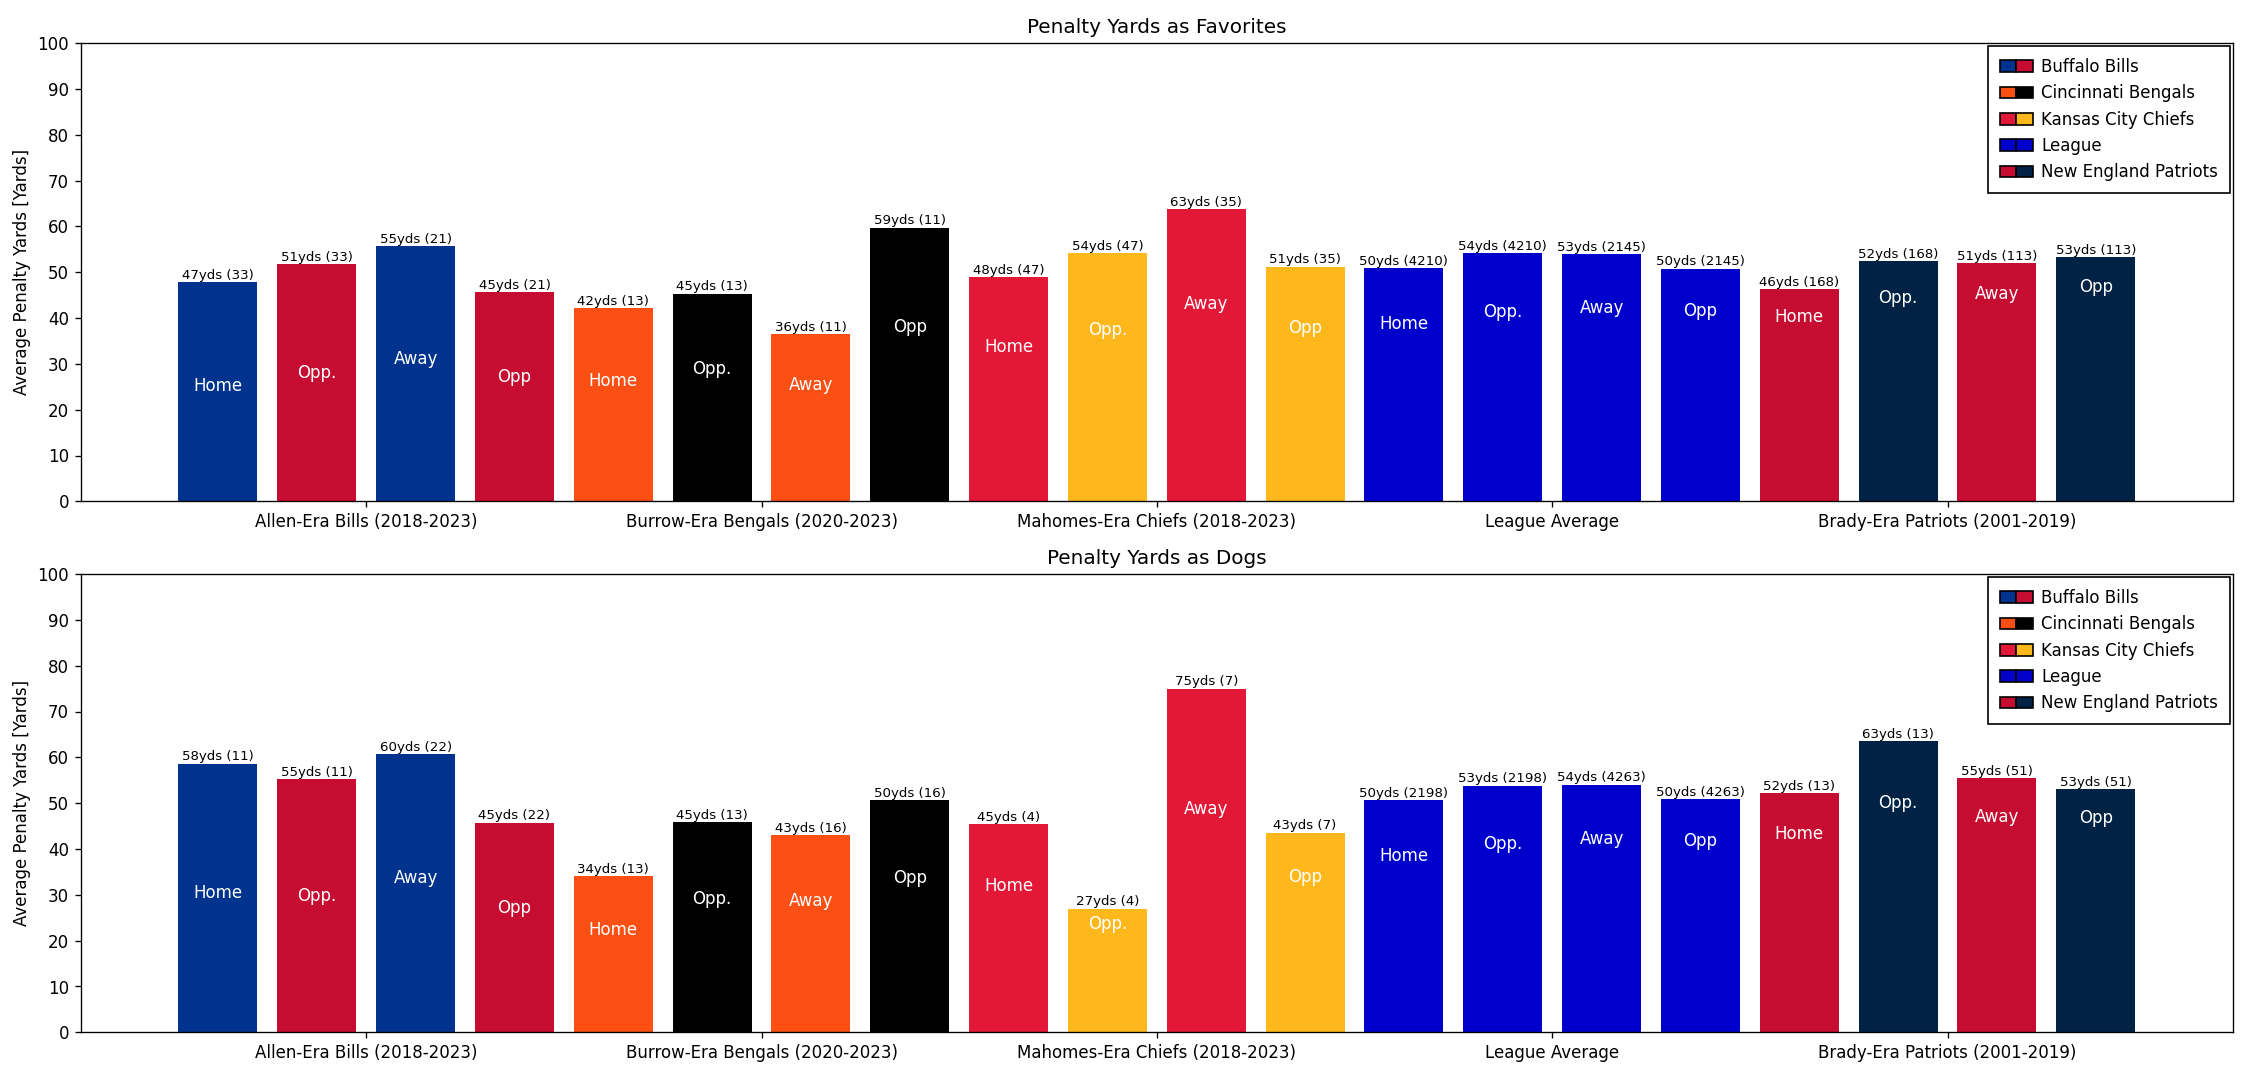 Penalty Yards as Favorites
Average Penalty Yards [Yards]
100
90
80
70
60
50
40
30
20
10
0
Buffalo Bills
Cincinnati Bengals
Kansas City Chiefs
League
New England Patriots
47yds (33)
51yds (33)
55yds (21)
45yds (21)
42yds (13)
45yds (13)
36yds (11)
59yds (11)
48yds (47)
54yds (47)
63yds (35)
51yds (35)
50yds (4210)
54yds (4210)
53yds (2145)
50yds (2145)
46yds (168)
52yds (168)
51yds (113)
53yds (113)
Home
Opp.
Away
Opp
Home
Opp.
Away
Opp
Home
Opp.
Away
Opp
Home
Opp.
Away
Opp
Home
Opp.
Away
Opp
Allen-Era Bills (2018-2023)
Burrow-Era Bengals (2020-2023)
Mahomes-Era Chiefs (2018-2023)
League Average
Brady-Era Patriots (2001-2019)
Penalty Yards as Dogs
Average Penalty Yards [Yards]
100
90
80
70
60
50
40
30
20
10
0
Buffalo Bills
Cincinnati Bengals
Kansas City Chiefs
League
New England Patriots
58yds (11)
55yds (11)
60yds (22)
45yds (22)
34yds (13)
45yds (13)
43yds (16)
50yds (16)
45yds (4)
27yds (4)
75yds (7)
43yds (7)
50yds (2198)
53yds (2198)
54yds (4263)
50yds (4263)
52yds (13)
63yds (13)
55yds (51)
53yds (51)
Home
Opp.
Away
Opp
Home
Opp.
Away
Opp
Home
Opp.
Away
Opp
Home
Opp.
Away
Opp
Home
Opp.
Away
Opp
Allen-Era Bills (2018-2023)
Burrow-Era Bengals (2020-2023)
Mahomes-Era Chiefs (2018-2023)
League Average
Brady-Era Patriots (2001-2019)